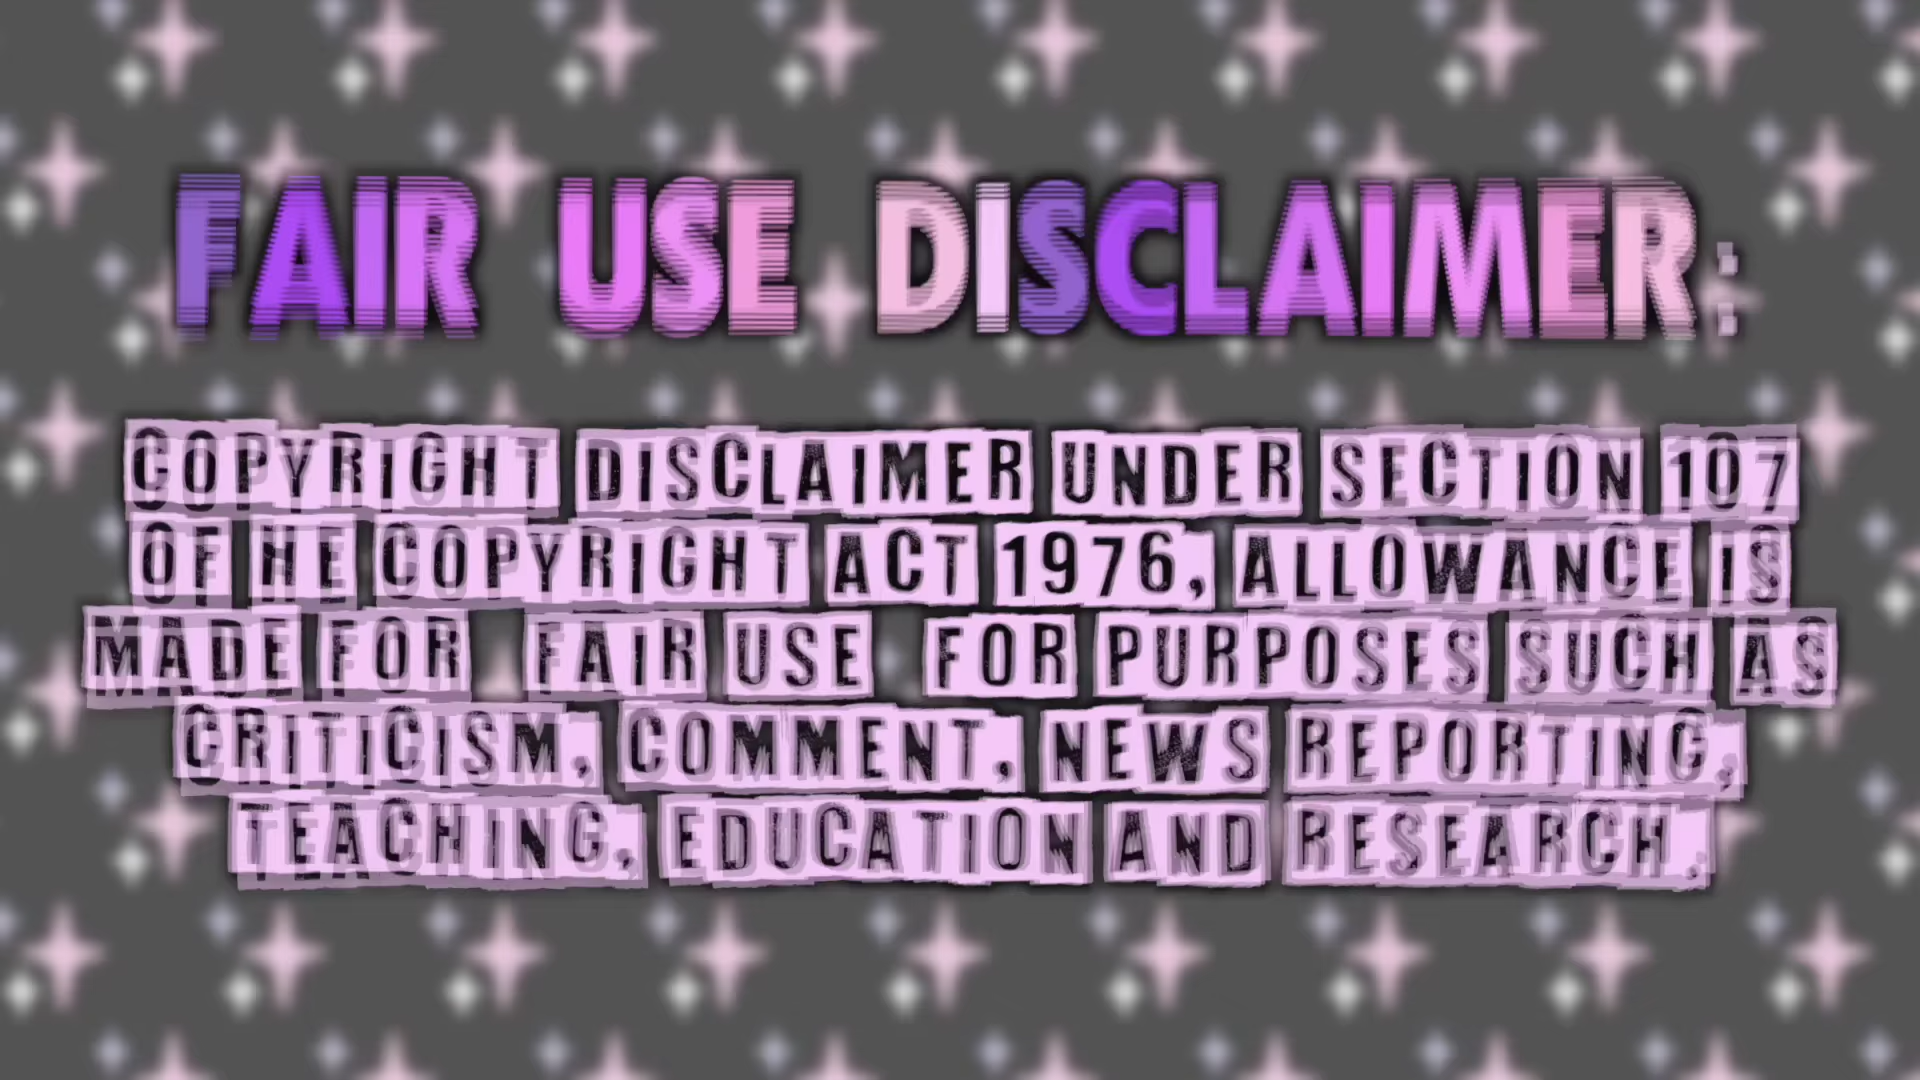 FAIR USE DISCLAIMER:
COPYRIGHT DISCLAIMER UNDER SECTION 107
OF HE COPYRIGHT ACT 1976, ALLOWANCE IS
MADE FOR FAIR USE FOR PURPOSES SUCH AS
CRITICISM, COMMENT, NEWS REPORTING,
TEACHING, EDUCATION AND RESEARCH.